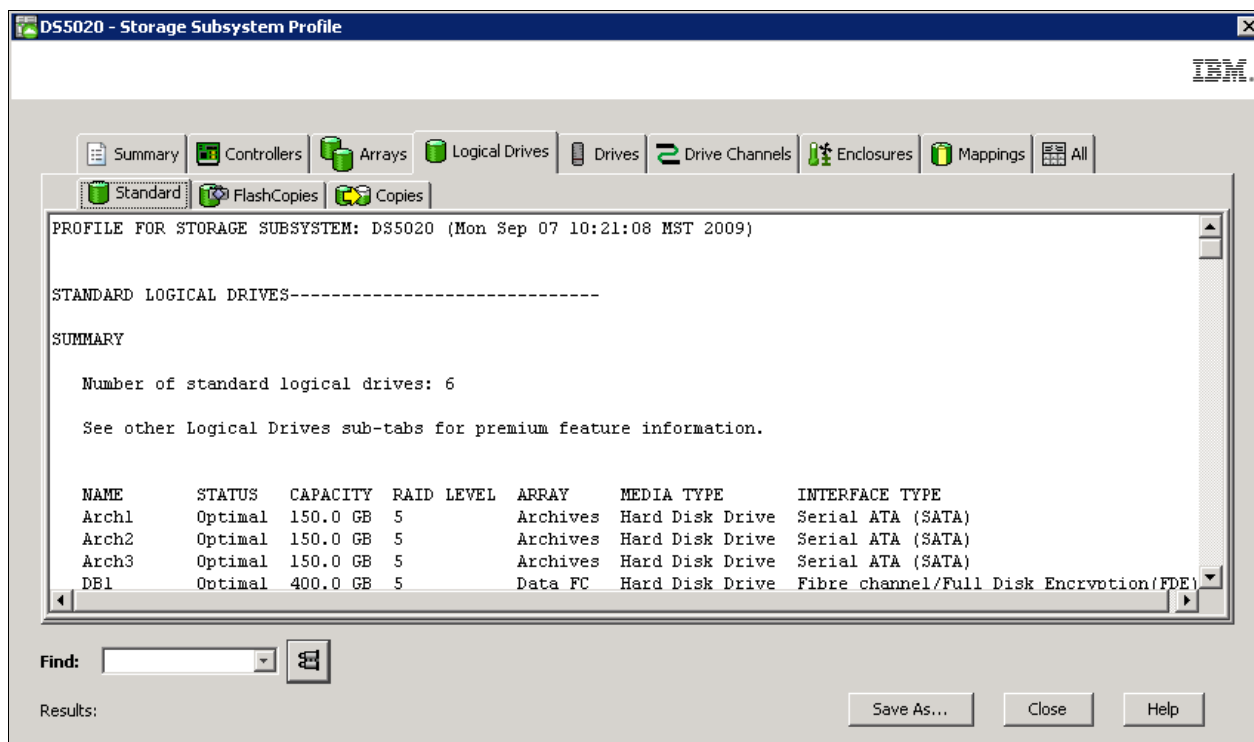 DS5020 - Storage Subsystem Profile
IBM.
Summary Controllers Arrays Logical Drives Drives Drive Channels Enclosures Mappings All
Standard FlashCopies Copies
PROFILE FOR STORAGE SUBSYSTEM: DS5020 (Mon Sep 07 10:21:08 MST 2009)
STANDARD LOGICAL DRIVES------------------------------
SUMMARY
Number of standard logical drives: 6
See other Logical Drives sub-tabs for premium feature information.
NAME STATUS CAPACITY RAID LEVEL ARRAY MEDIA TYPE INTERFACE TYPE
Arch1 Optimal 150.0 GB 5 Archives Hard Disk Drive Serial ATA (SATA)
Arch2 Optimal 150.0 GB 5 Archives Hard Disk Drive Serial ATA (SATA)
Arch3 Optimal 150.0 GB 5 Archives Hard Disk Drive Serial ATA (SATA)
DB1 Optimal 400.0 GB 5 Data FC Hard Disk Drive Fibre channel/Full Disk Encryption(FDE)
Find:
Results:
Save As... Close Help